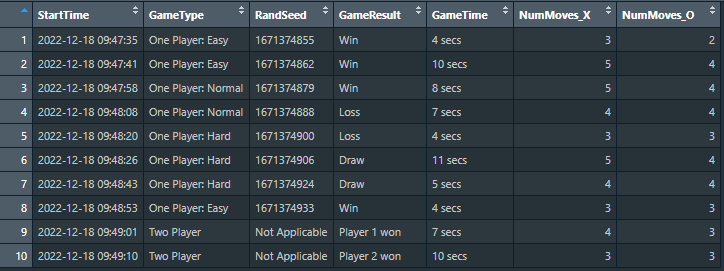 StartTime GameType RandSeed GameResult GameTime NumMoves_X NumMoves_O
1 2022-12-18 09:47:35 One Player: Easy 1671374855 Win 4 secs 3 2
2 2022-12-18 09:47:41 One Player: Easy 1671374862 Win 10 secs 5 4
3 2022-12-18 09:47:58 One Player: Normal 1671374879 Win 8 secs 5 4
4 2022-12-18 09:48:08 One Player: Normal 1671374888 Loss 7 secs 4 4
5 2022-12-18 09:48:20 One Player: Hard 1671374900 Loss 4 secs 3 3
6 2022-12-18 09:48:26 One Player: Hard 1671374906 Draw 11 secs 5 4
7 2022-12-18 09:48:43 One Player: Hard 1671374924 Draw 5 secs 4 4
8 2022-12-18 09:48:53 One Player: Easy 1671374933 Win 4 secs 3 3
9 2022-12-18 09:49:01 Two Player Not Applicable Player 1 won 7 secs 4 3
10 2022-12-18 09:49:10 Two Player Not Applicable Player 2 won 10 secs 3 3